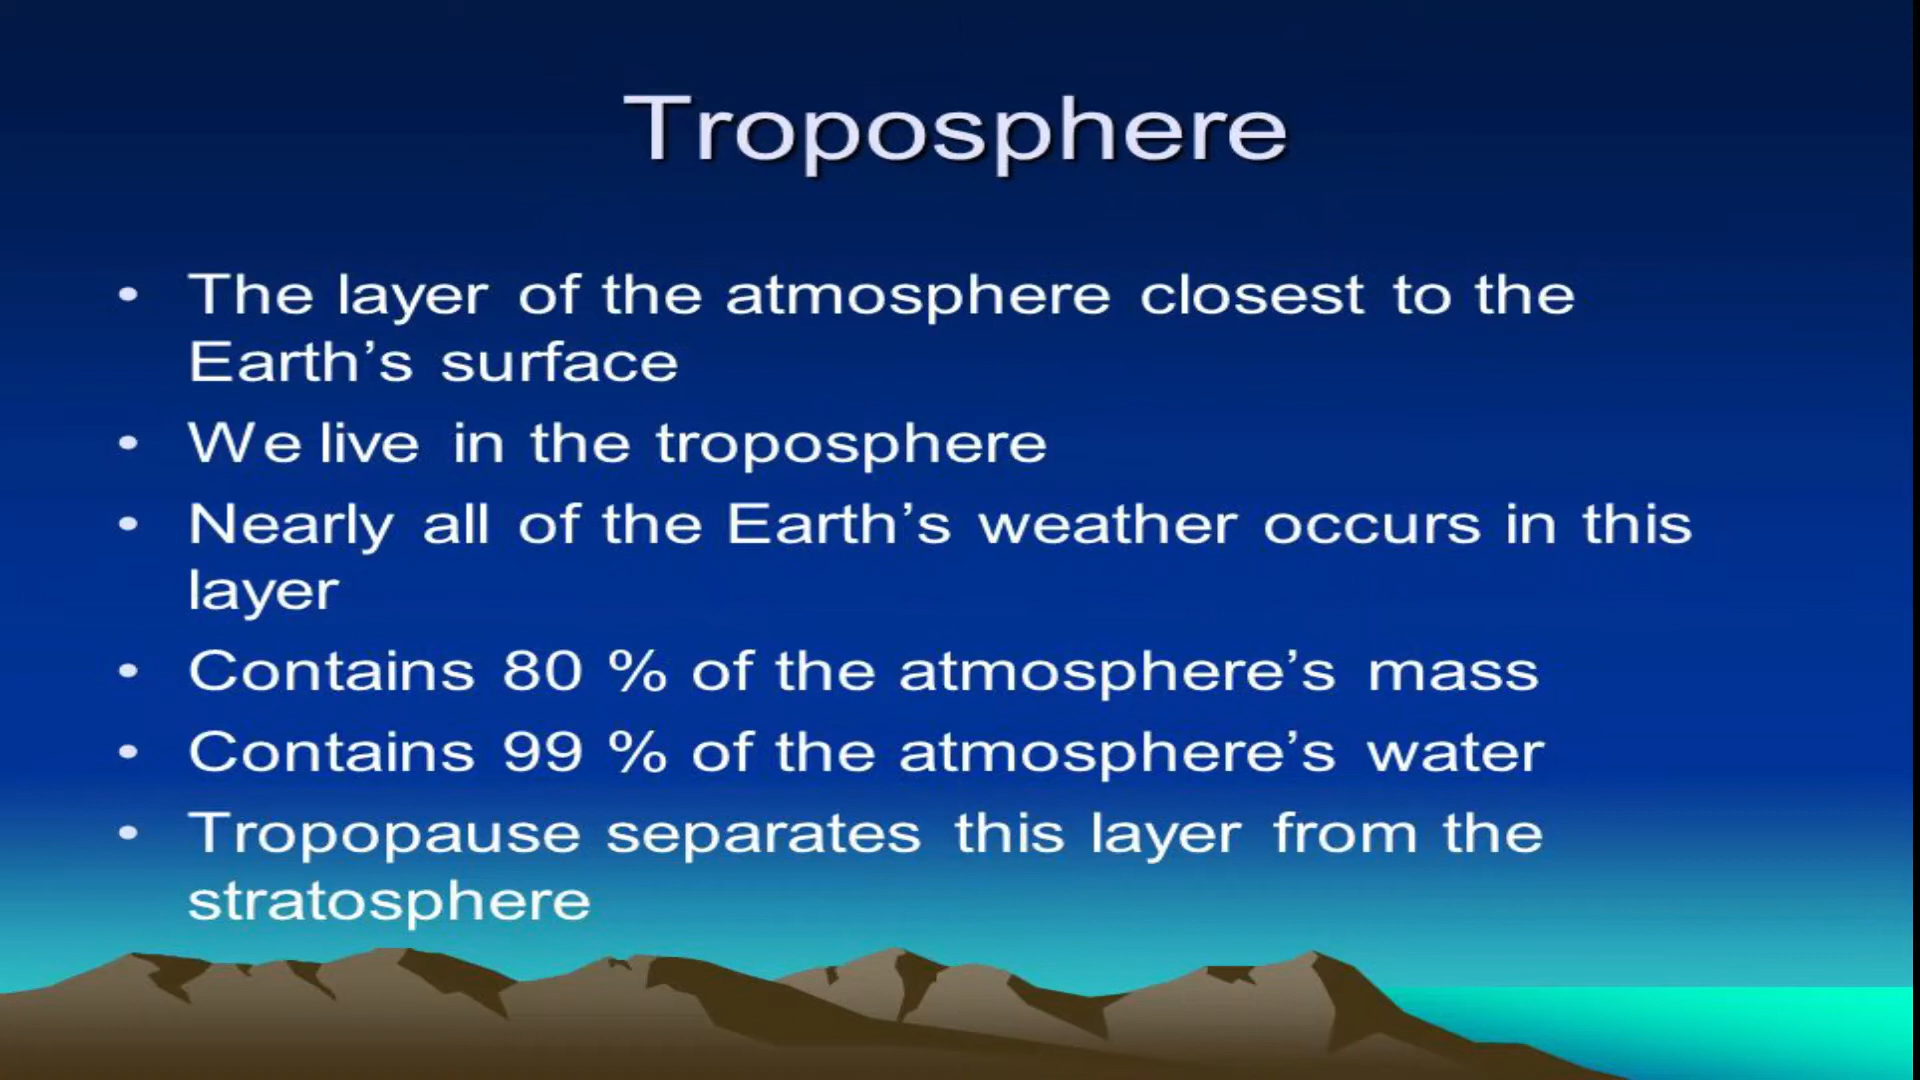 Troposphere
• The layer of the atmosphere closest to the
Earth’s surface
• We live in the troposphere
• Nearly all of the Earth’s weather occurs in this
layer
• Contains 80 % of the atmosphere’s mass
• Contains 99 % of the atmosphere’s water
• Tropopause separates this layer from the
stratosphere